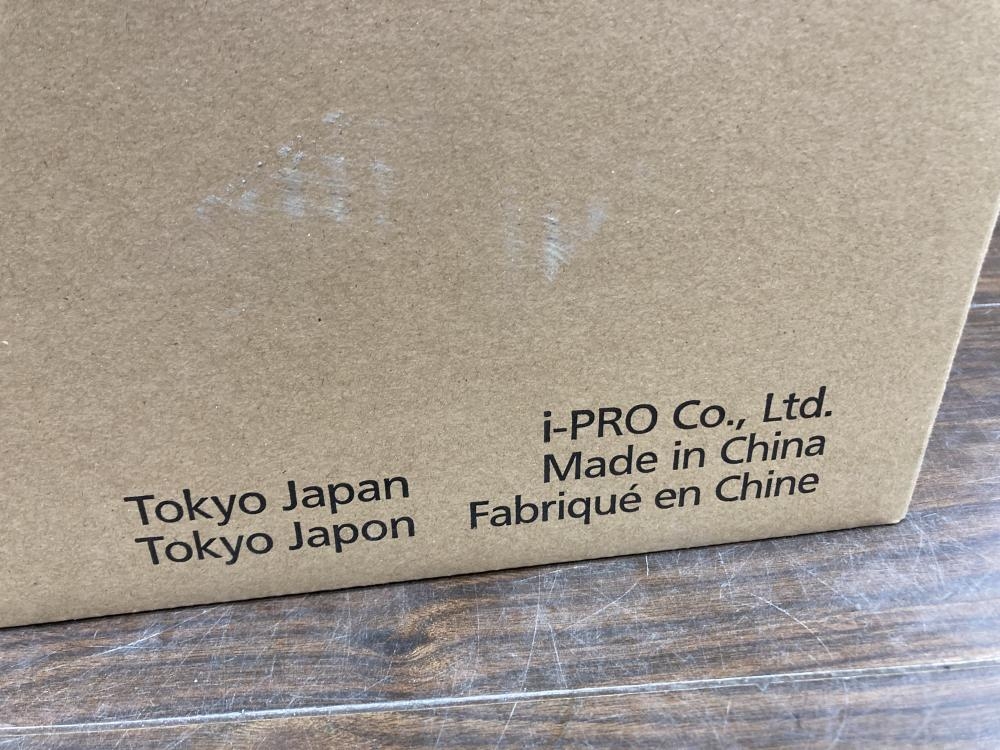 i-PRO Co., Ltd.
Made in China
Fabriqué en Chine
Tokyo Japan
Tokyo Japon